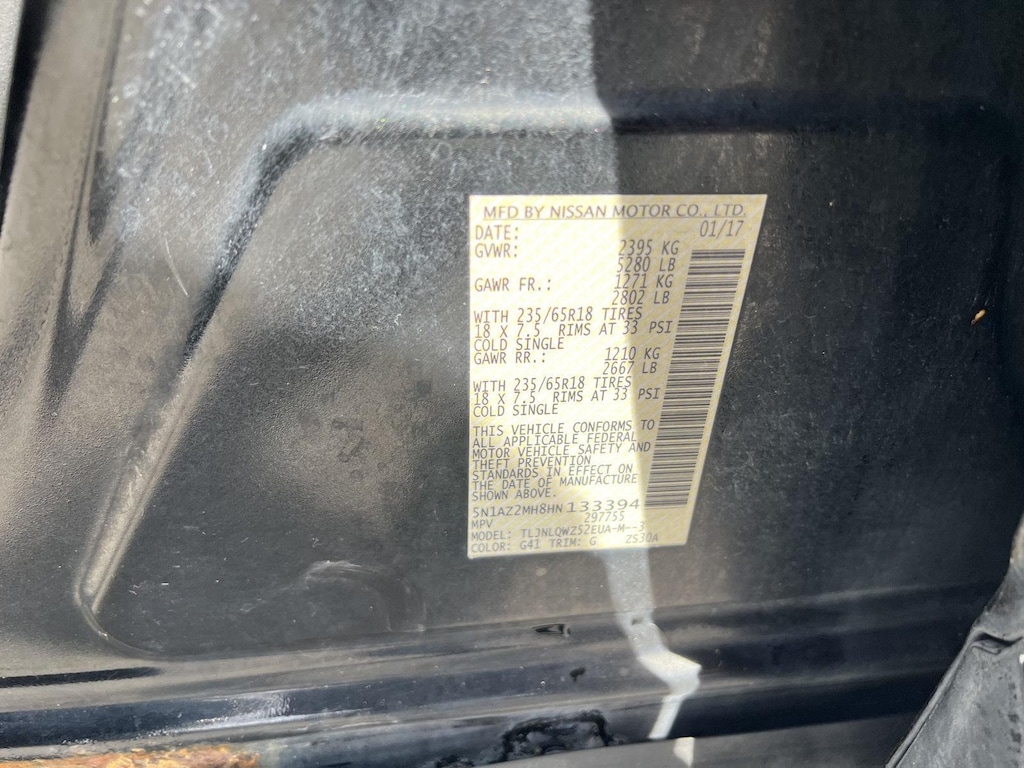 MFD BY NISSAN MOTOR CO., LTD.
DATE: 01/17
GVWR: 2395 KG
5280 LB
GAWR FR.: 1271 KG
2802 LB
WITH 235/65R18 TIRES
18 X 7.5 RIMS AT 33 PSI
COLD SINGLE
GAWR RR.: 1210 KG
2667 LB
WITH 235/65R18 TIRES
18 X 7.5 RIMS AT 33 PSI
COLD SINGLE
THIS VEHICLE CONFORMS TO
ALL APPLICABLE FEDERAL
MOTOR VEHICLE SAFETY AND
THEFT PREVENTION
STANDARDS IN EFFECT ON
THE DATE OF MANUFACTURE
SHOWN ABOVE.
5N1AZ2MH8HN133394
MPV 297755
MODEL: TLJNLQWZ52EUA-M--3
COLOR: G41 TRIM: G ZS30A